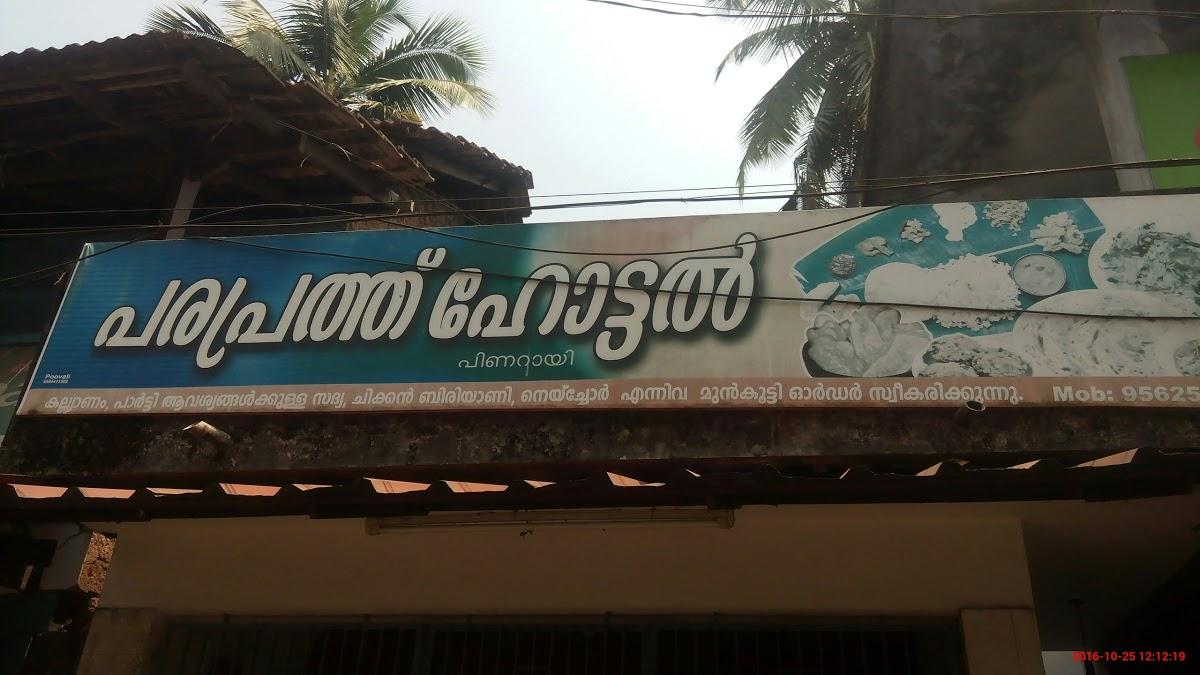 പരപ്രത്ത് ഹോട്ടൽ
പിണറായി
Poovali
കല്ല്യാണം, പാർട്ടി ആവശ്യങ്ങൾക്കുള്ള സദ്യ, ചിക്കൻ ബിരിയാണി, നെയ്ച്ചോർ എന്നിവ മുൻകൂട്ടി ഓർഡർ സ്വീകരിക്കുന്നു. Mob: 95625
2016-10-25 12:12:19